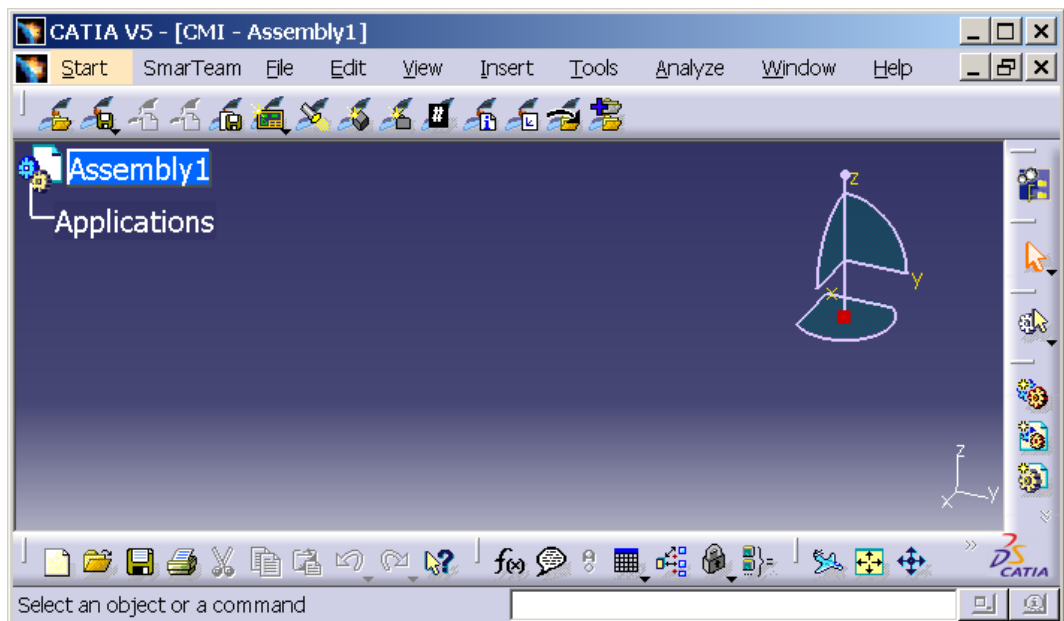 CATIA V5 - [CMI - Assembly1]
Start SmarTeam File Edit View Insert Tools Analyze Window Help
#
Assembly1
Applications
z
y
x
z
y
x
f(x)
DS
CATIA
Select an object or a command